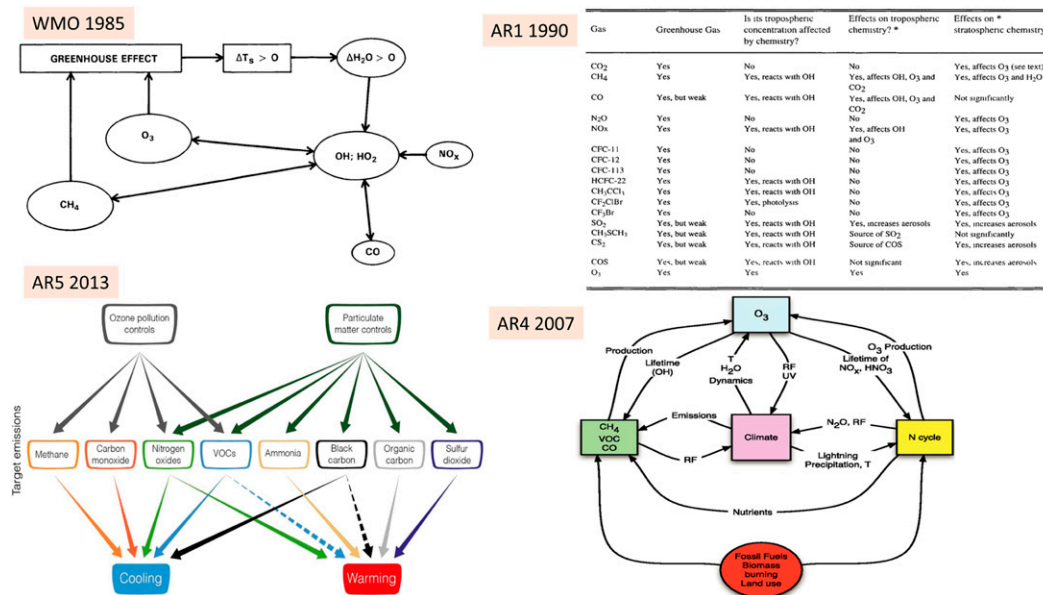 WMO 1985
GREENHOUSE EFFECT
ΔTs > O
ΔH2O > O
O3
OH; HO2
NOx
CH4
CO
AR1 1990
Gas Greenhouse Gas Is its tropospheric concentration affected by chemistry? Effects on tropospheric chemistry? * Effects on * stratospheric chemistry
CO2 Yes No No Yes, affects O3 (see text)
CH4 Yes Yes, reacts with OH Yes, affects OH, O3 and CO2 Yes, affects O3 and H2O
CO Yes, but weak Yes, reacts with OH Yes, affects OH, O3 and CO2 Not significantly
N2O Yes No No Yes, affects O3
NOx Yes Yes, reacts with OH Yes, affects OH and O3 Yes, affects O3
CFC-11 Yes No No Yes, affects O3
CFC-12 Yes No No Yes, affects O3
CFC-113 Yes No No Yes, affects O3
HCFC-22 Yes Yes, reacts with OH No Yes, affects O3
CH3CCl3 Yes Yes, reacts with OH No Yes, affects O3
CF2ClBr Yes Yes, photolysis No Yes, affects O3
CF3Br Yes No No Yes, affects O3
SO2 Yes, but weak Yes, reacts with OH Yes, increases aerosols Yes, increases aerosols
CH3SCH3 Yes, but weak Yes, reacts with OH Source of SO2 Not significantly
CS2 Yes, but weak Yes, reacts with OH Source of COS Yes, increases aerosols
COS Yes, but weak Yes, reacts with OH Not significant Yes, increases aerosols
O3 Yes Yes Yes Yes
AR5 2013
Ozone pollution
controls
Particulate
matter controls
Target emissions
Methane
Carbon
monoxide
Nitrogen
oxides
VOCs
Ammonia
Black
carbon
Organic
carbon
Sulfur
dioxide
Cooling
Warming
AR4 2007
O3
Production
Lifetime
(OH)
T
H2O
Dynamics
RF
UV
O3 Production
Lifetime of
NOx, HNO3
CH4
VOC
CO
Emissions
RF
Climate
N2O, RF
Lightning
Precipitation, T
N cycle
Nutrients
Fossil Fuels
Biomass
burning
Land use